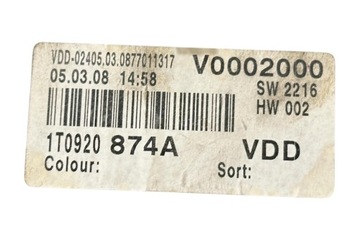 VDD-02405.03.0877011317
V0002000
05.03.08 14:58
SW 2216
HW 002
1T0920 874A VDD
Colour: Sort: